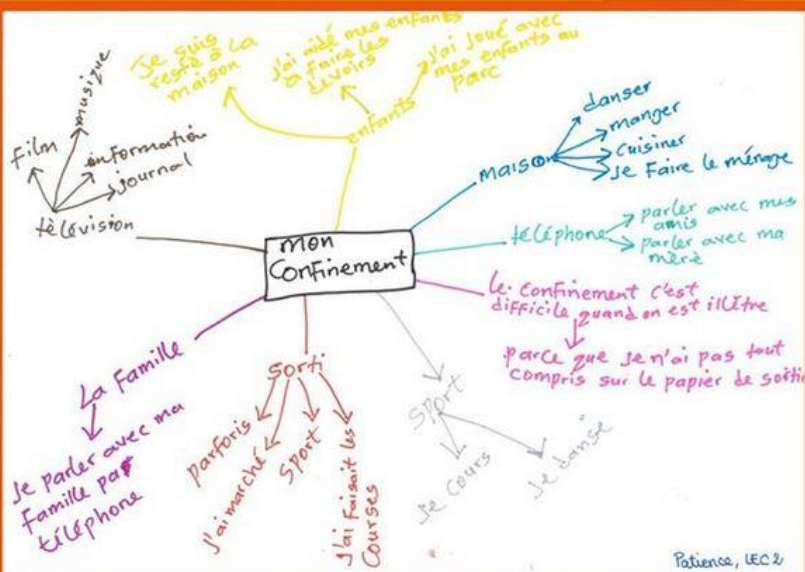 mon
Confinement
télévision
film
musique
information
journal
Je suis
resté à la
maison
j'ai aidé mes enfants
à faire les
devoirs
j'ai joué avec
mes enfants au
parc
enfants
maison
danser
manger
cuisiner
Je Faire le ménage
téléphone
parler avec mes
amis
parler avec ma
mère
le confinement c'est
difficile quand on est illêtre
parce que je n'ai pas tout
compris sur le papier de sortie
Sport
Je cours
Je danse
Sorti
parforis
J'ai marché
Sport
J'ai Faisait les
Courses
La Famille
Je parler avec ma
Famille par
téléphone
Patience, LEC2